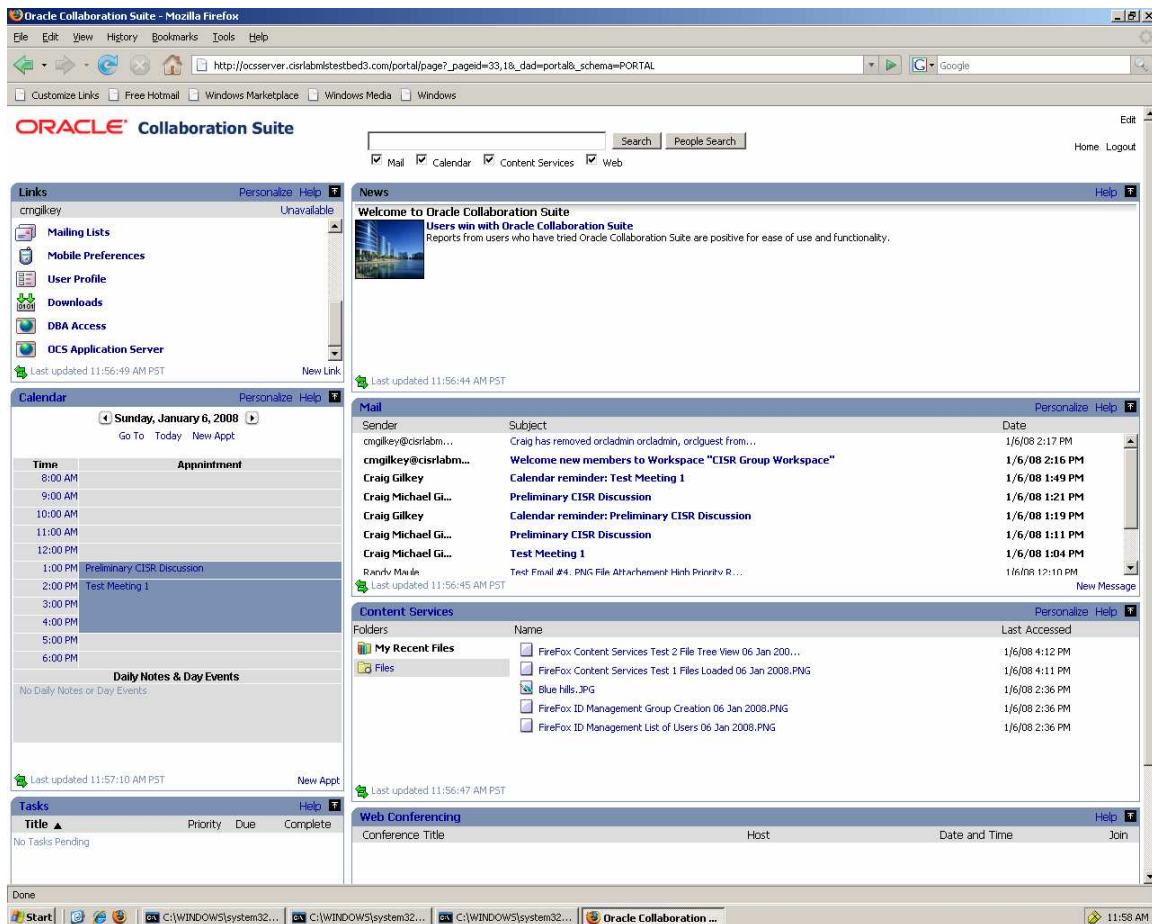 Oracle Collaboration Suite - Mozilla Firefox
File Edit View History Bookmarks Tools Help
http://ocsserver.cisrlabmlstestbed3.com/portal/page?_pageid=33,1&_dad=portal&_schema=PORTAL
G Google
Customize Links Free Hotmail Windows Marketplace Windows Media Windows
ORACLE Collaboration Suite
Search People Search
Mail Calendar Content Services Web
Edit
Home Logout
Links Personalize Help
cmgilkey Unavailable
Mailing Lists
Mobile Preferences
User Profile
Downloads
DBA Access
OCS Application Server
Last updated 11:56:49 AM PST New Link
News Help
Welcome to Oracle Collaboration Suite
Users win with Oracle Collaboration Suite
Reports from users who have tried Oracle Collaboration Suite are positive for ease of use and functionality.
Last updated 11:56:44 AM PST
Calendar Personalize Help
Sunday, January 6, 2008
Go To Today New Appt
Time Appointment
8:00 AM
9:00 AM
10:00 AM
11:00 AM
12:00 PM
1:00 PM Preliminary CISR Discussion
2:00 PM Test Meeting 1
3:00 PM
4:00 PM
5:00 PM
6:00 PM
Daily Notes & Day Events
No Daily Notes or Day Events
Last updated 11:57:10 AM PST New Appt
Mail Personalize Help
Sender Subject Date
cmgilkey@cisrlabm... Craig has removed orcladmin orcladmin, orclguest from... 1/6/08 2:17 PM
cmgilkey@cisrlabm... Welcome new members to Workspace "CISR Group Workspace" 1/6/08 2:16 PM
Craig Gilkey Calendar reminder: Test Meeting 1 1/6/08 1:49 PM
Craig Michael Gi... Preliminary CISR Discussion 1/6/08 1:21 PM
Craig Gilkey Calendar reminder: Preliminary CISR Discussion 1/6/08 1:19 PM
Craig Michael Gi... Preliminary CISR Discussion 1/6/08 1:11 PM
Craig Michael Gi... Test Meeting 1 1/6/08 1:04 PM
Randy Maule Test Email #4, PNG File Attachement High Priority R... 1/6/08 12:10 PM
Last updated 11:56:45 AM PST New Message
Content Services Personalize Help
Folders Name Last Accessed
My Recent Files
Files
FireFox Content Services Test 2 File Tree View 06 Jan 200... 1/6/08 4:12 PM
FireFox Content Services Test 1 Files Loaded 06 Jan 2008.PNG 1/6/08 4:11 PM
Blue hills.JPG 1/6/08 2:36 PM
FireFox ID Management Group Creation 06 Jan 2008.PNG 1/6/08 2:36 PM
FireFox ID Management List of Users 06 Jan 2008.PNG 1/6/08 2:36 PM
Last updated 11:56:47 AM PST
Tasks Help
Title Priority Due Complete
No Tasks Pending
Web Conferencing Help
Conference Title Host Date and Time Join
Done
Start C:\WINDOWS\system32... C:\WINDOWS\system32... C:\WINDOWS\system32... Oracle Collaboration ... 11:58 AM